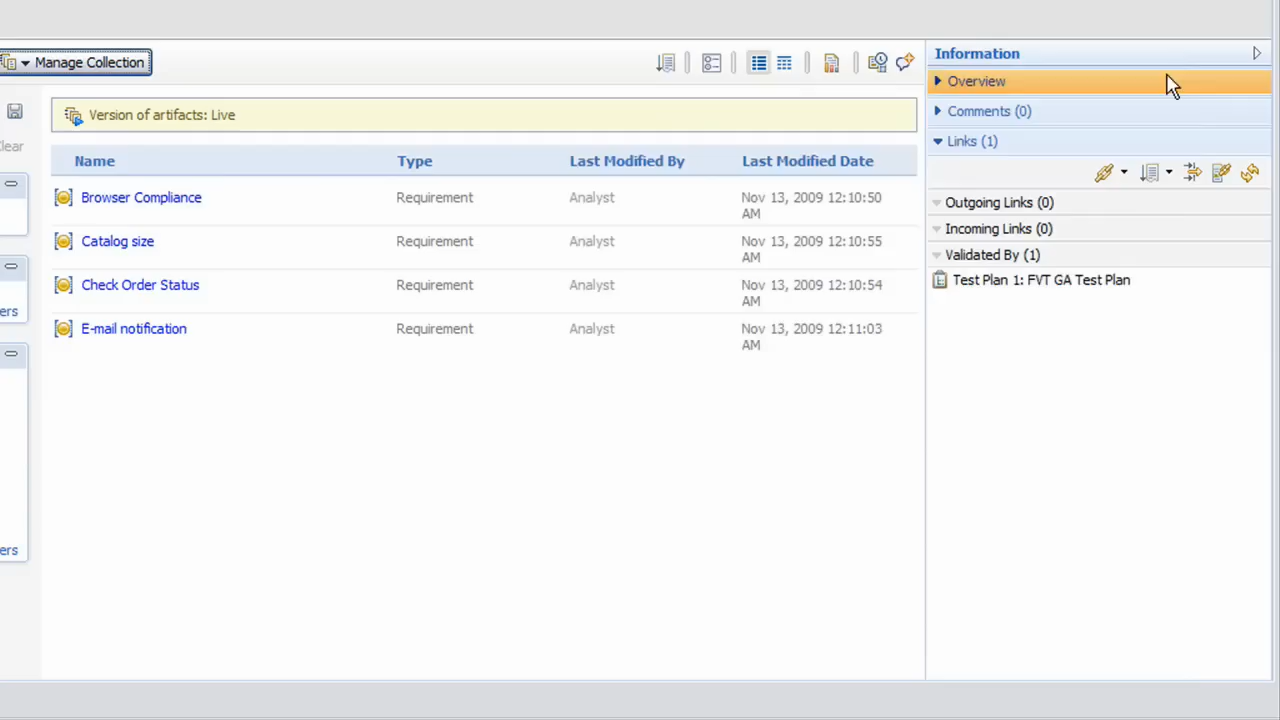 Manage Collection
lear
ers
ers
Version of artifacts: Live
Name Type Last Modified By Last Modified Date
Browser Compliance Requirement Analyst Nov 13, 2009 12:10:50
AM
Catalog size Requirement Analyst Nov 13, 2009 12:10:55
AM
Check Order Status Requirement Analyst Nov 13, 2009 12:10:54
AM
E-mail notification Requirement Analyst Nov 13, 2009 12:11:03
AM
Information
Overview
Comments (0)
Links (1)
Outgoing Links (0)
Incoming Links (0)
Validated By (1)
Test Plan 1: FVT GA Test Plan